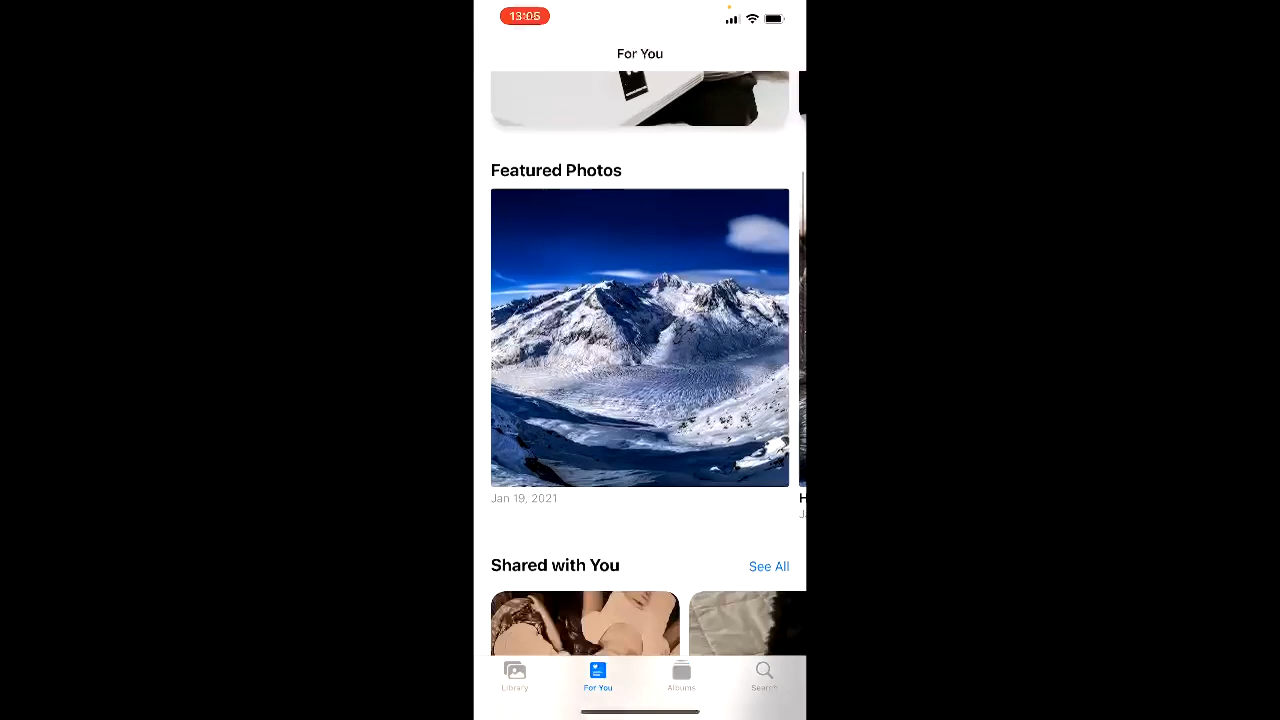 13:05
For You
Featured Photos
Jan 19, 2021
H
Shared with You
See All
Library
For You
Albums
Search